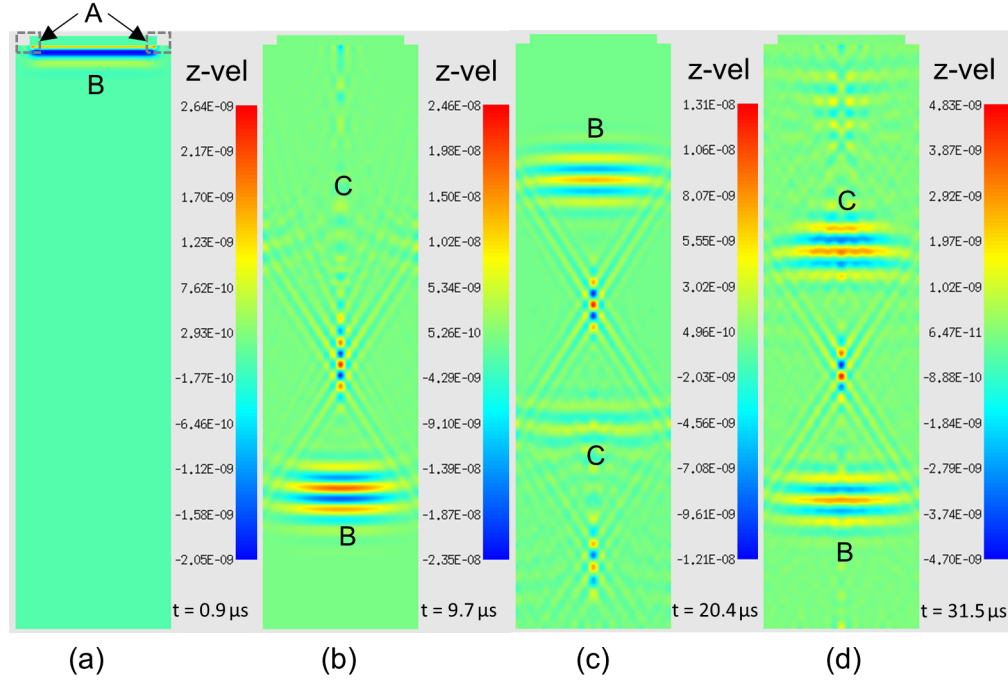 A
B
z-vel
2.64E-09
2.17E-09
1.70E-09
1.23E-09
7.62E-10
2.93E-10
-1.77E-10
-6.46E-10
-1.12E-09
-1.58E-09
-2.05E-09
t = 0.9 µs
(a)
C
B
z-vel
2.46E-08
1.98E-08
1.50E-08
1.02E-08
5.34E-09
5.26E-10
-4.29E-09
-9.10E-09
-1.39E-08
-1.87E-08
-2.35E-08
t = 9.7 µs
(b)
B
C
z-vel
1.31E-08
1.06E-08
8.07E-09
5.55E-09
3.02E-09
4.96E-10
-2.03E-09
-4.56E-09
-7.08E-09
-9.61E-09
-1.21E-08
t = 20.4 µs
(c)
C
B
z-vel
4.83E-09
3.87E-09
2.92E-09
1.97E-09
1.02E-09
6.47E-11
-8.88E-10
-1.84E-09
-2.79E-09
-3.74E-09
-4.70E-09
t = 31.5 µs
(d)